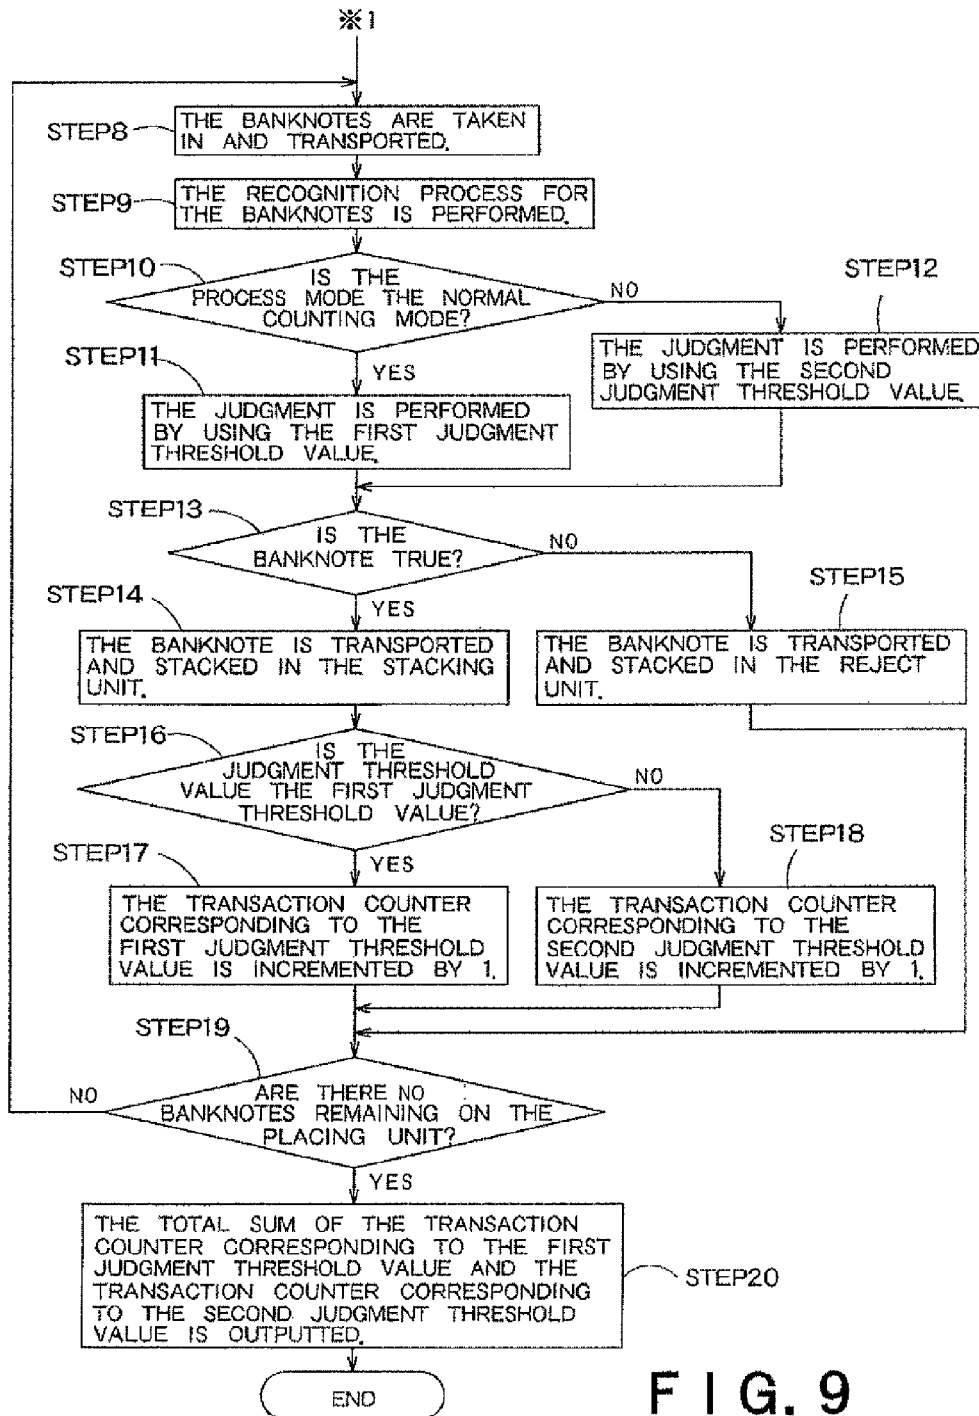 ※1
STEP8
THE BANKNOTES ARE TAKEN
IN AND TRANSPORTED.
STEP9
THE RECOGNITION PROCESS FOR
THE BANKNOTES IS PERFORMED.
STEP10
IS THE
PROCESS MODE THE NORMAL
COUNTING MODE?
NO
STEP12
THE JUDGMENT IS PERFORMED
BY USING THE SECOND
JUDGMENT THRESHOLD VALUE.
YES
STEP11
THE JUDGMENT IS PERFORMED
BY USING THE FIRST JUDGMENT
THRESHOLD VALUE.
STEP13
IS THE
BANKNOTE TRUE?
NO
STEP15
THE BANKNOTE IS TRANSPORTED
AND STACKED IN THE REJECT
UNIT.
YES
STEP14
THE BANKNOTE IS TRANSPORTED
AND STACKED IN THE STACKING
UNIT.
STEP16
IS THE
JUDGMENT THRESHOLD
VALUE THE FIRST JUDGMENT
THRESHOLD VALUE?
NO
STEP18
THE TRANSACTION COUNTER
CORRESPONDING TO THE
SECOND JUDGMENT THRESHOLD
VALUE IS INCREMENTED BY 1.
YES
STEP17
THE TRANSACTION COUNTER
CORRESPONDING TO THE
FIRST JUDGMENT THRESHOLD
VALUE IS INCREMENTED BY 1.
STEP19
ARE THERE NO
BANKNOTES REMAINING ON THE
PLACING UNIT?
NO
YES
THE TOTAL SUM OF THE TRANSACTION
COUNTER CORRESPONDING TO THE FIRST
JUDGMENT THRESHOLD VALUE AND THE
TRANSACTION COUNTER CORRESPONDING
TO THE SECOND JUDGMENT THRESHOLD
VALUE IS OUTPUTTED.
STEP20
END
FIG. 9